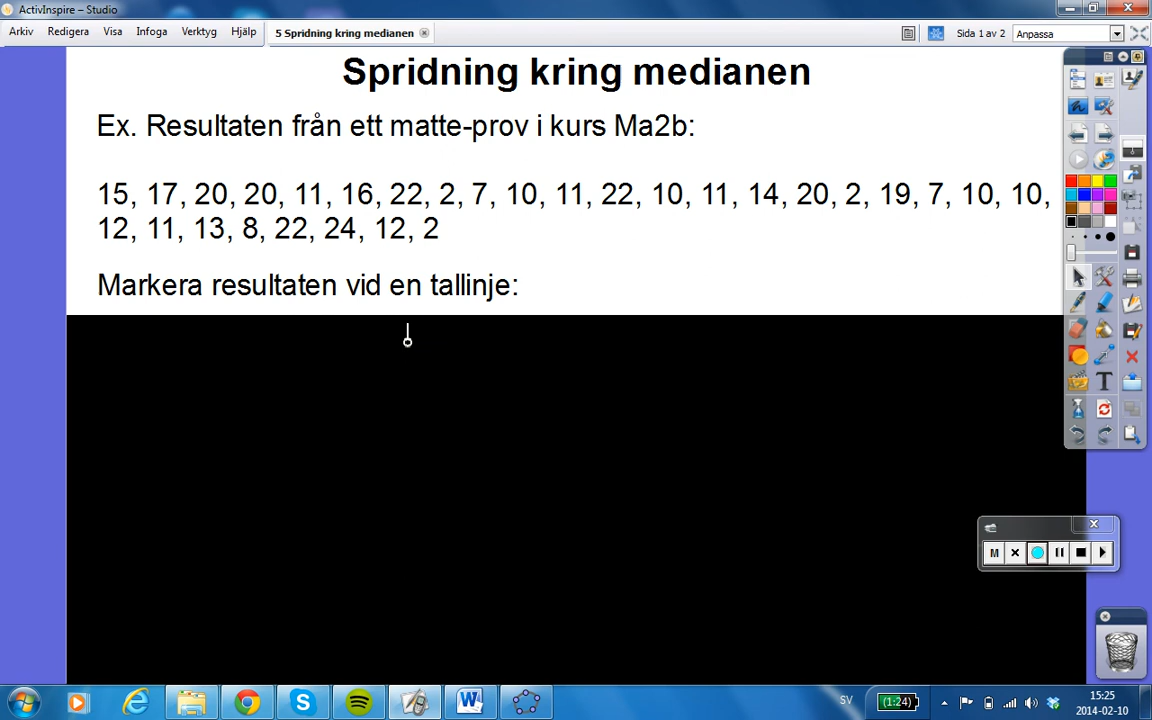 ActivInspire – Studio
Arkiv Redigera Visa Infoga Verktyg Hjälp 5 Spridning kring medianen Sida 1 av 2 Anpassa
Spridning kring medianen
Ex. Resultaten från ett matte-prov i kurs Ma2b:
15, 17, 20, 20, 11, 16, 22, 2, 7, 10, 11, 22, 10, 11, 14, 20, 2, 19, 7, 10, 10,
12, 11, 13, 8, 22, 24, 12, 2
Markera resultaten vid en tallinje:
M
SV (1:24) 15:25
2014-02-10